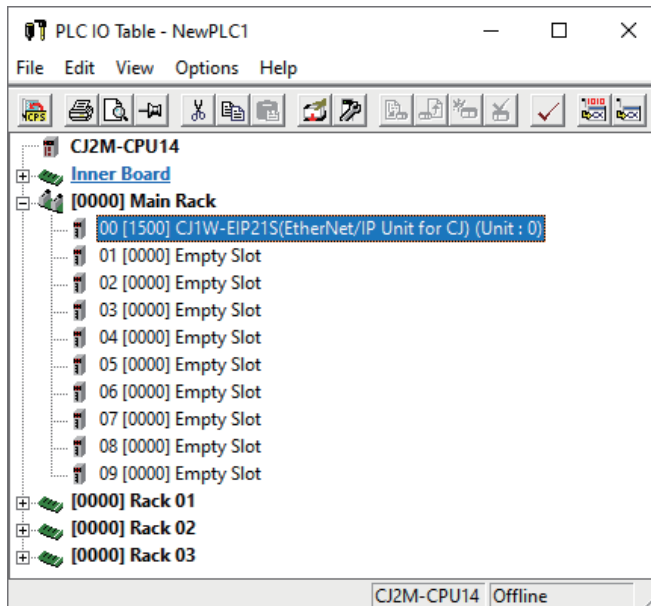 PLC IO Table - NewPLC1
File Edit View Options Help
CPS
CJ2M-CPU14
Inner Board
[0000] Main Rack
00 [1500] CJ1W-EIP21S(EtherNet/IP Unit for CJ) (Unit : 0)
01 [0000] Empty Slot
02 [0000] Empty Slot
03 [0000] Empty Slot
04 [0000] Empty Slot
05 [0000] Empty Slot
06 [0000] Empty Slot
07 [0000] Empty Slot
08 [0000] Empty Slot
09 [0000] Empty Slot
[0000] Rack 01
[0000] Rack 02
[0000] Rack 03
CJ2M-CPU14 Offline